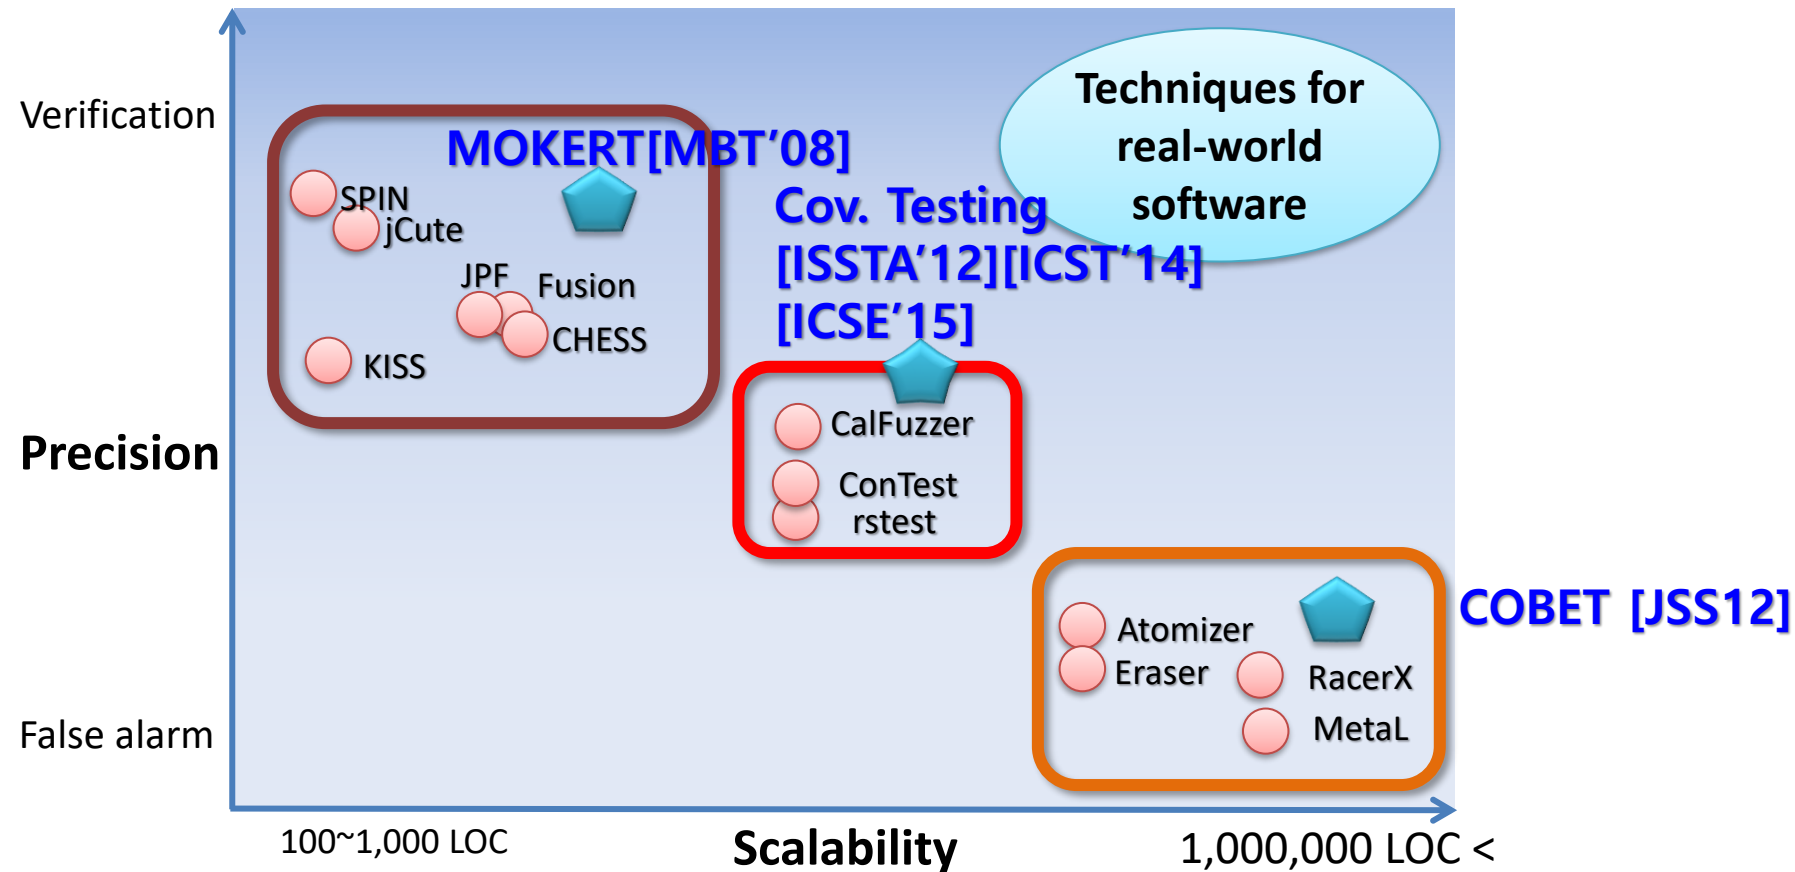 Techniques for
real-world
software
Verification
MOKERT[MBT’08]
SPIN
jCute
JPF
Fusion
CHESS
KISS
Cov. Testing
[ISSTA’12][ICST’14]
[ICSE’15]
CalFuzzer
ConTest
rstest
Precision
COBET [JSS12]
Atomizer
Eraser
RacerX
MetaL
False alarm
100~1,000 LOC
Scalability
1,000,000 LOC <